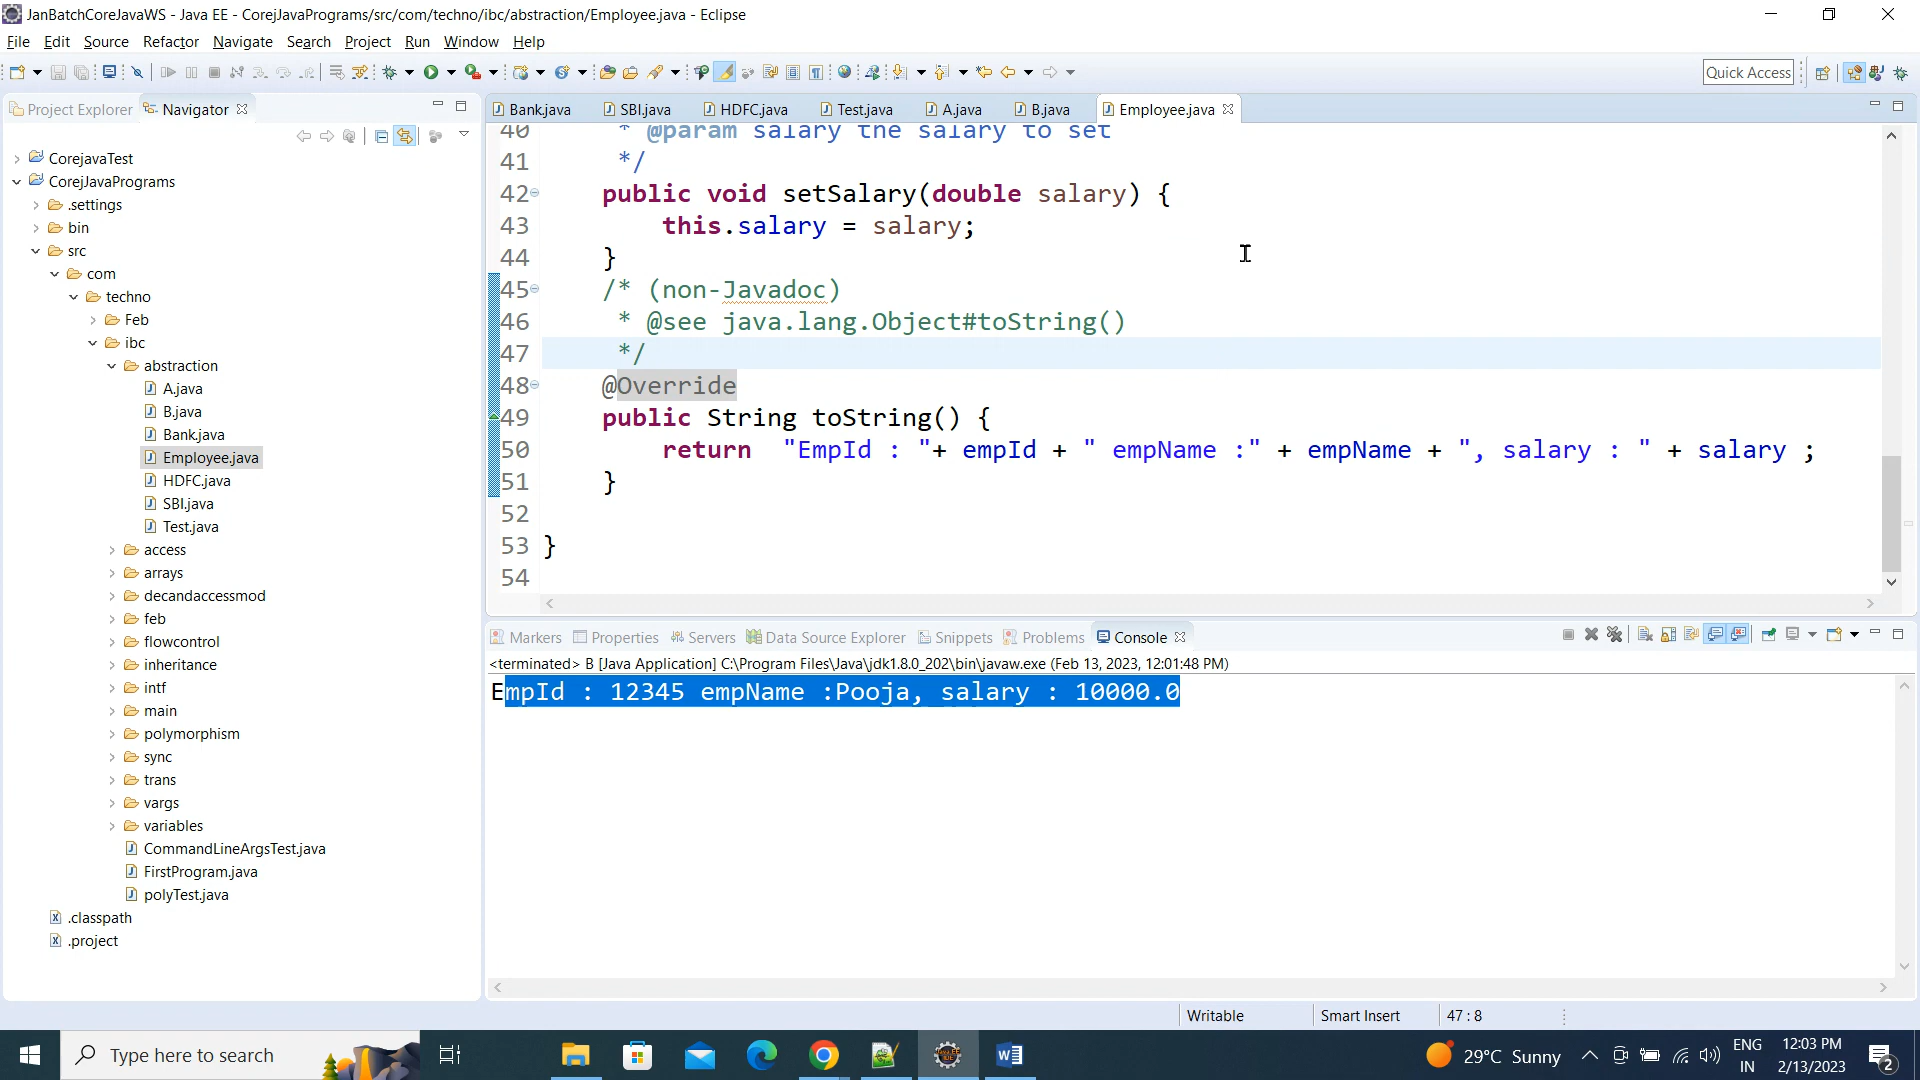 JanBatchCoreJavaWS - Java EE - CorejJavaPrograms/src/com/techno/ibc/abstraction/Employee.java - Eclipse
File Edit Source Refactor Navigate Search Project Run Window Help
Quick Access
Project Explorer Navigator
Bank.java SBI.java HDFC.java Test.java A.java B.java Employee.java
CorejavaTest
CorejJavaPrograms
.settings
bin
src
com
techno
Feb
ibc
abstraction
A.java
B.java
Bank.java
Employee.java
HDFC.java
SBI.java
Test.java
access
arrays
decandaccessmod
feb
flowcontrol
inheritance
intf
main
polymorphism
sync
trans
vargs
variables
CommandLineArgsTest.java
FirstProgram.java
polyTest.java
.classpath
.project
40 * @param salary the salary to set
41 */
42 public void setSalary(double salary) {
43 this.salary = salary;
44 }
45 /* (non-Javadoc)
46 * @see java.lang.Object#toString()
47 */
48 @Override
49 public String toString() {
50 return "EmpId : "+ empId + " empName :" + empName + ", salary : " + salary ;
51 }
52
53 }
54
Markers Properties Servers Data Source Explorer Snippets Problems Console
<terminated> B [Java Application] C:\Program Files\Java\jdk1.8.0_202\bin\javaw.exe (Feb 13, 2023, 12:01:48 PM)
EmpId : 12345 empName :Pooja, salary : 10000.0
Writable Smart Insert 47 : 8
Type here to search
29°C Sunny
ENG
IN
12:03 PM
2/13/2023
2